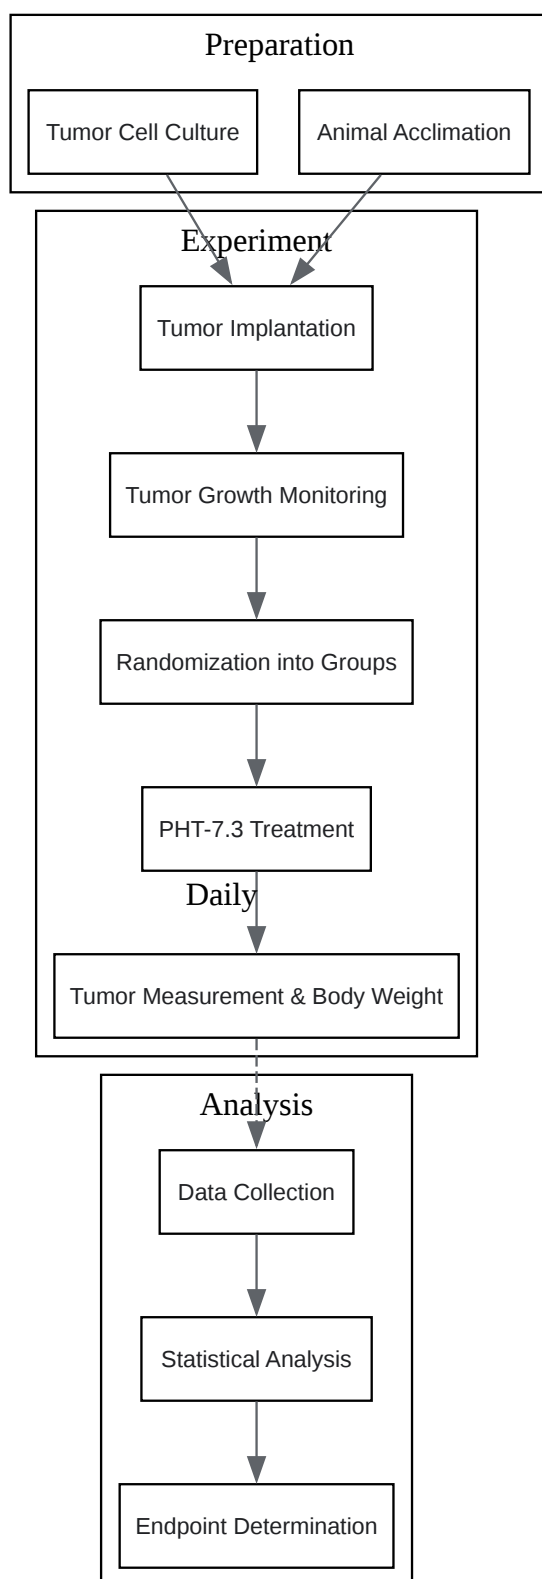 Preparation
Tumor Cell Culture
Animal Acclimation
Experiment
Tumor Implantation
Tumor Growth Monitoring
Randomization into Groups
PHT-7.3 Treatment
Daily
Tumor Measurement & Body Weight
Analysis
Data Collection
Statistical Analysis
Endpoint Determination